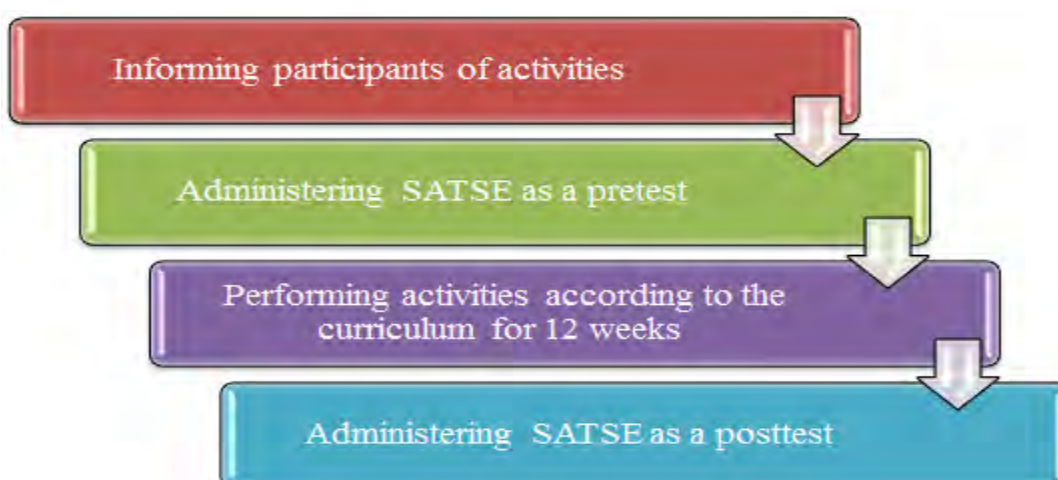 Informing participants of activities
Administering SATSE as a pretest
Performing activities according to the
curriculum for 12 weeks
Administering SATSE as a posttest